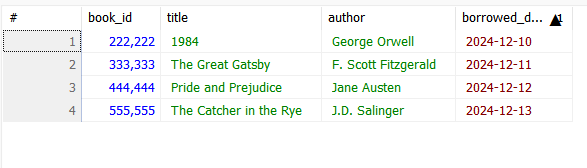 # book_id title author borrowed_d... 1
1 222,222 1984 George Orwell 2024-12-10
2 333,333 The Great Gatsby F. Scott Fitzgerald 2024-12-11
3 444,444 Pride and Prejudice Jane Austen 2024-12-12
4 555,555 The Catcher in the Rye J.D. Salinger 2024-12-13